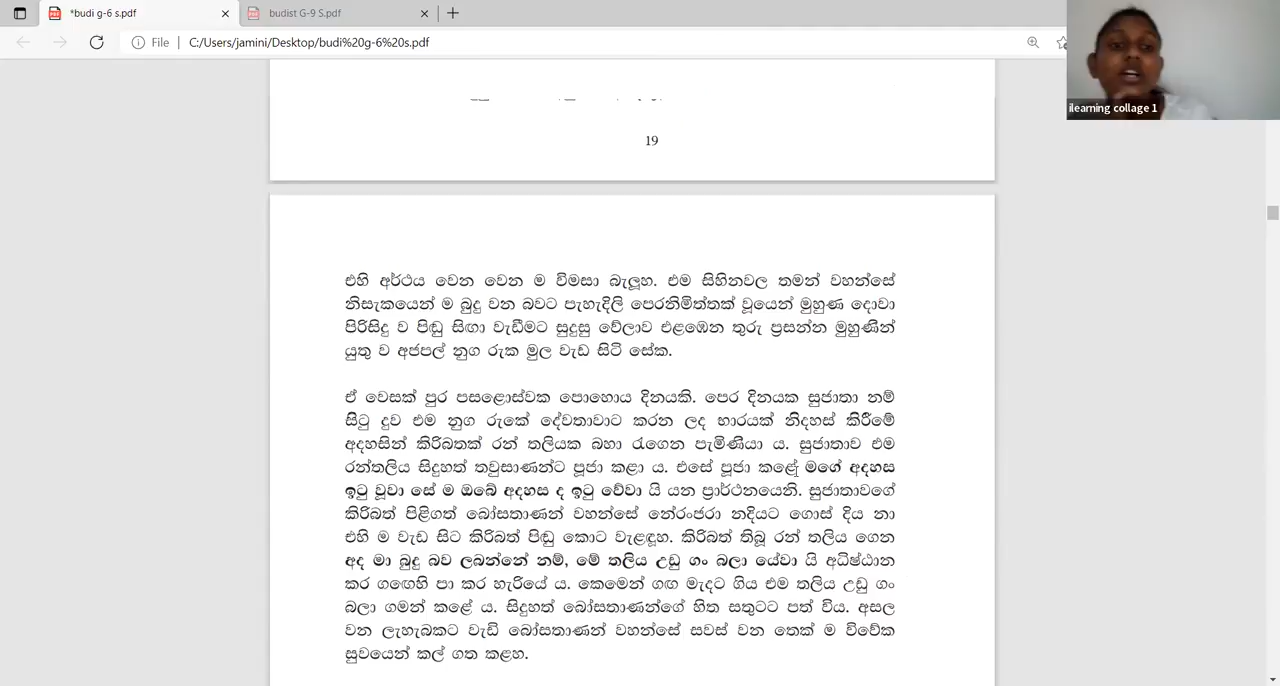 *budi g-6 s.pdf
budist G-9 S.pdf
File
C:/Users/jamini/Desktop/budi%20g-6%20s.pdf
ilearning collage 1
19
එහි අර්ථය වෙන වෙන ම විමසා බැලූහ. එම සිහිනවල තමන් වහන්සේ
නිසැකයෙන් ම බුදු වන බවට පැහැදිලි පෙරනිමිත්තක් වූයෙන් මුහුණ දොවා
පිරිසිදු ව පිඬු සිඟා වැඩීමට සුදුසු වේලාව එළඹෙන තුරු ප්‍රසන්න මුහුණින්
යුතු ව අජපල් නුග රුක මුල වැඩ සිටි සේක.
ඒ වෙසක් පුර පසළොස්වක පොහොය දිනයකි. පෙර දිනයක සුජාතා නම්
සිටු දුව එම නුග රුකේ දේවතාවාට කරන ලද භාරයක් නිදහස් කිරීමේ
අදහසින් කිරිබතක් රන් තලියක බහා රැගෙන පැමිණියා ය. සුජාතාව එම
රන්තලිය සිදුහත් තවුසාණන්ට පූජා කළා ය. එසේ පූජා කළේ මගේ අදහස
ඉටු වූවා සේ ම ඔබේ අදහස ද ඉටු වේවා යි යන ප්‍රාර්ථනයෙනි. සුජාතාවගේ
කිරිබත් පිළිගත් බෝසතාණන් වහන්සේ නේරංජරා නදියට ගොස් දිය නා
එහි ම වැඩ සිට කිරිබත් පිඬු කොට වැළඳූහ. කිරිබත් තිබූ රන් තලිය ගෙන
අද මා බුදු බව ලබන්නේ නම්, මේ තලිය උඩු ගං බලා යේවා යි අධිෂ්ඨාන
කර ගඟෙහි පා කර හැරියේ ය. කෙමෙන් ගඟ මැදට ගිය එම තලිය උඩු ගං
බලා ගමන් කළේ ය. සිදුහත් බෝසතාණන්ගේ හිත සතුටට පත් විය. අසල
වන ලැහැබකට වැඩි බෝසතාණන් වහන්සේ සවස් වන තෙක් ම විවේක
සුවයෙන් කල් ගත කළහ.